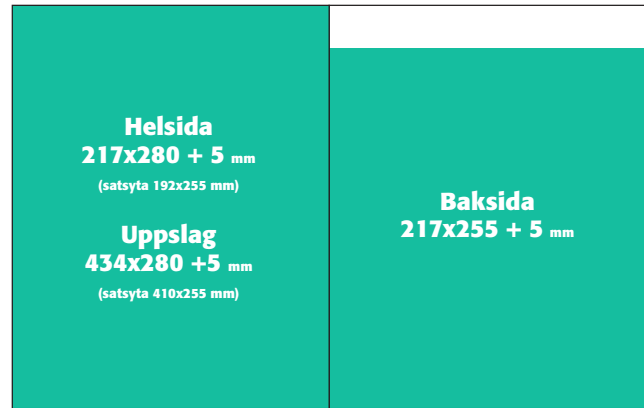 Helsida
217x280 + 5 mm
(satsyta 192x255 mm)
Uppslag
434x280 +5 mm
(satsyta 410x255 mm)
Baksida
217x255 + 5 mm